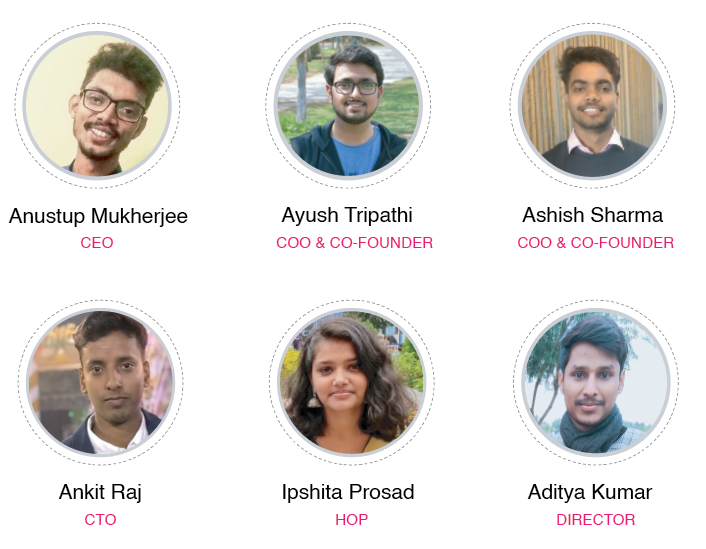 Anustup Mukherjee
CEO
Ayush Tripathi
COO & CO-FOUNDER
Ashish Sharma
COO & CO-FOUNDER
Ankit Raj
CTO
Ipshita Prosad
HOP
Aditya Kumar
DIRECTOR